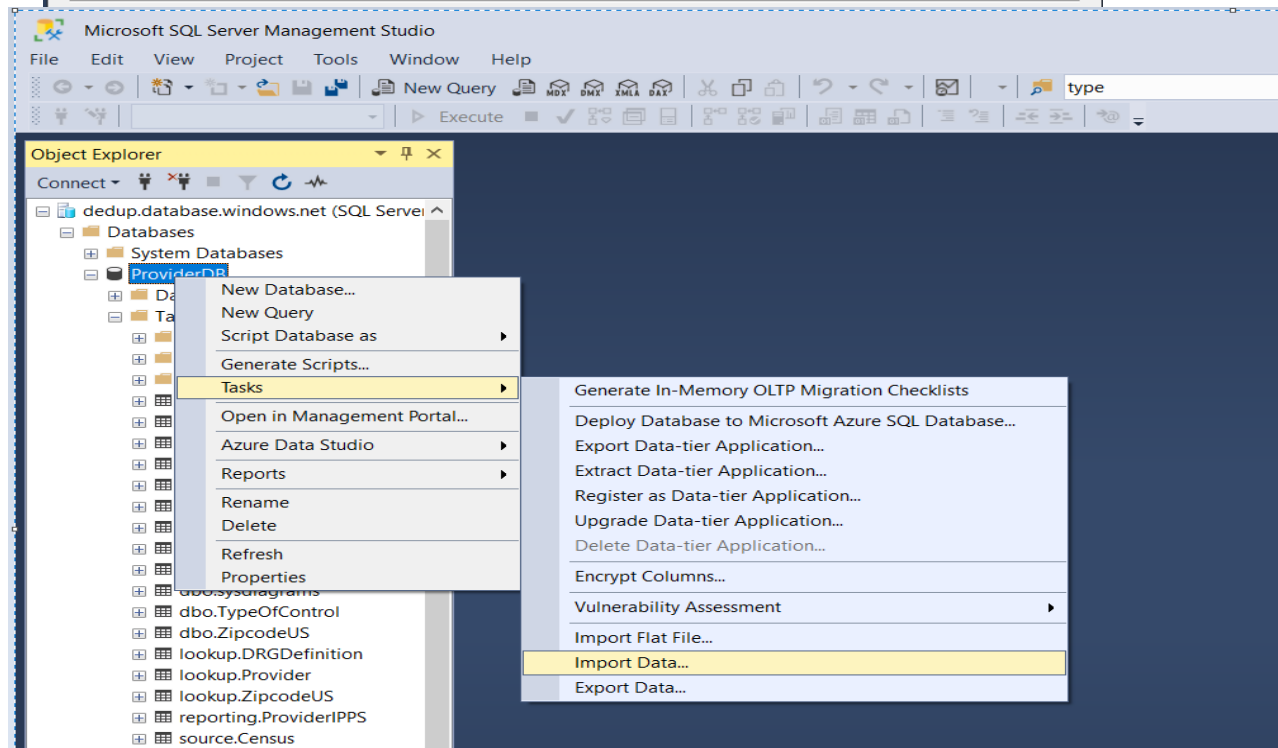 Microsoft SQL Server Management Studio
File Edit View Project Tools Window Help
New Query MDX DMX XMLA DAX type
Execute
Object Explorer
Connect
dedup.database.windows.net (SQL Server
Databases
System Databases
ProviderDB
Da
Ta
New Database...
New Query
Script Database as
Generate Scripts...
Tasks
Open in Management Portal...
Azure Data Studio
Reports
Rename
Delete
Refresh
Properties
Generate In-Memory OLTP Migration Checklists
Deploy Database to Microsoft Azure SQL Database...
Export Data-tier Application...
Extract Data-tier Application...
Register as Data-tier Application...
Upgrade Data-tier Application...
Delete Data-tier Application...
Encrypt Columns...
Vulnerability Assessment
Import Flat File...
Import Data...
Export Data...
dbo.sysdiagrams
dbo.TypeOfControl
dbo.ZipcodeUS
lookup.DRGDefinition
lookup.Provider
lookup.ZipcodeUS
reporting.ProviderIPPS
source.Census